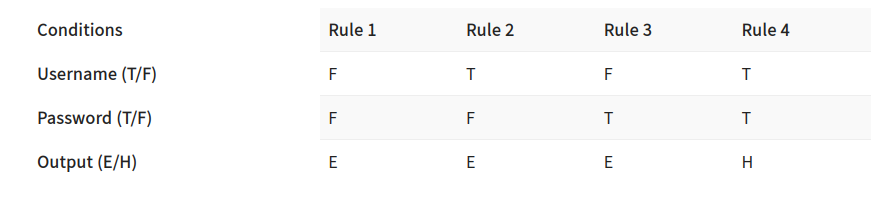 Conditions Rule 1 Rule 2 Rule 3 Rule 4
Username (T/F) F T F T
Password (T/F) F F T T
Output (E/H) E E E H